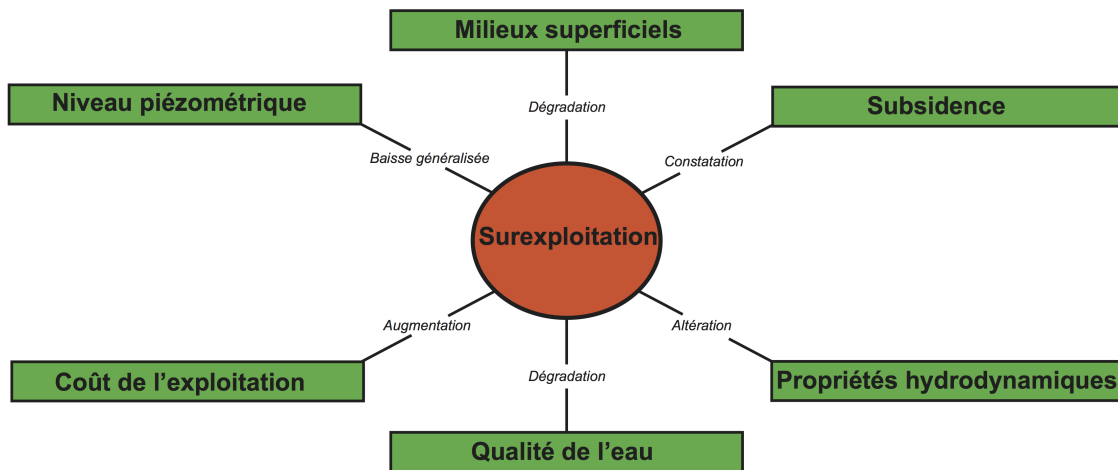 Milieux superficiels
Niveau piézométrique
Subsidence
Dégradation
Baisse généralisée
Constatation
Surexploitation
Augmentation
Altération
Dégradation
Coût de l’exploitation
Propriétés hydrodynamiques
Qualité de l’eau